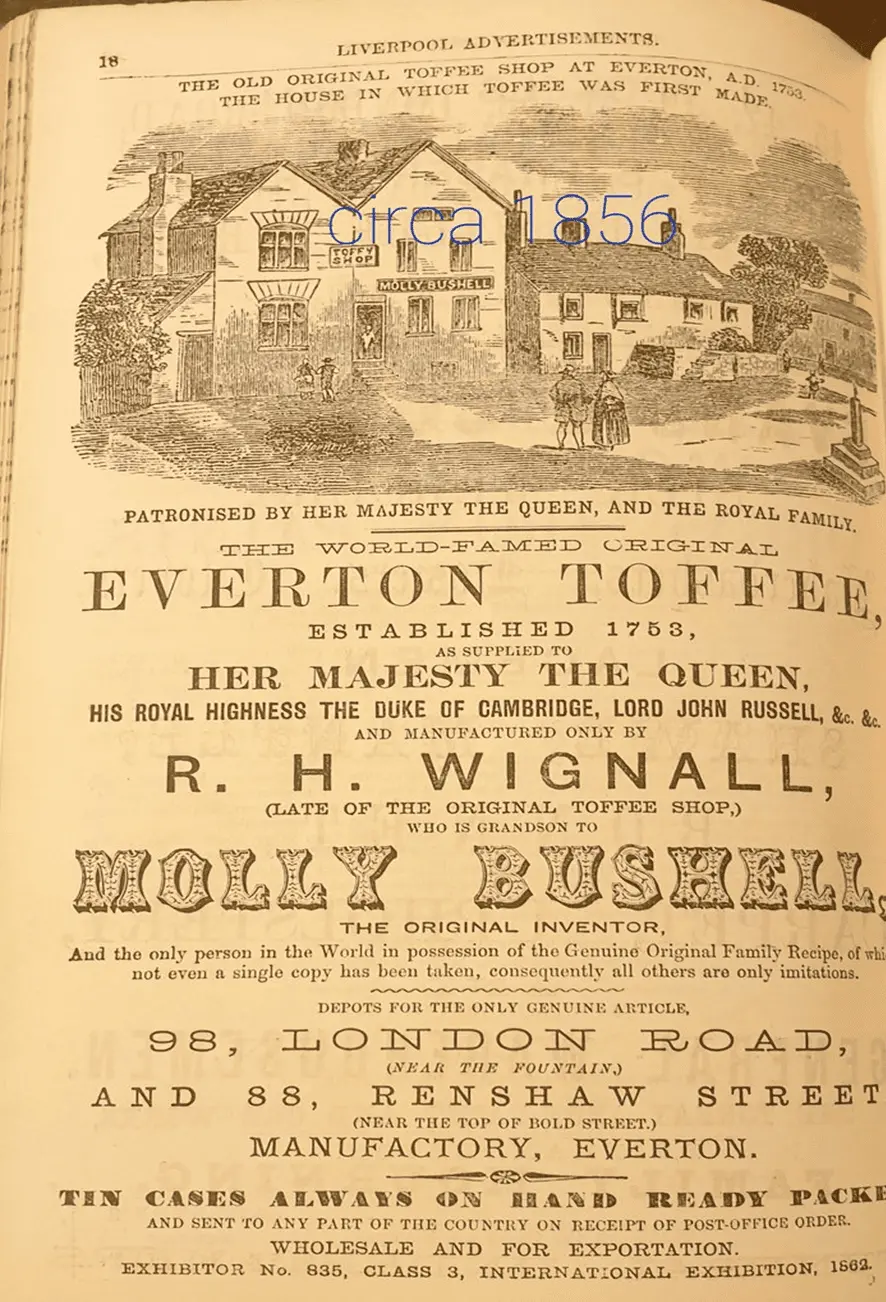 18
LIVERPOOL ADVERTISEMENTS.
THE OLD ORIGINAL TOFFEE SHOP AT EVERTON, A.D. 1753.
THE HOUSE IN WHICH TOFFEE WAS FIRST MADE.
circa 1856
TOFFY
SHOP
MOLLY BUSHELL
PATRONISED BY HER MAJESTY THE QUEEN, AND THE ROYAL FAMILY.
THE WORLD-FAMED ORIGINAL
EVERTON TOFFEE,
ESTABLISHED 1753,
AS SUPPLIED TO
HER MAJESTY THE QUEEN,
HIS ROYAL HIGHNESS THE DUKE OF CAMBRIDGE, LORD JOHN RUSSELL, &c. &c.
AND MANUFACTURED ONLY BY
R. H. WIGNALL,
(LATE OF THE ORIGINAL TOFFEE SHOP,)
WHO IS GRANDSON TO
MOLLY BUSHELL,
THE ORIGINAL INVENTOR,
And the only person in the World in possession of the Genuine Original Family Recipe, of whi
not even a single copy has been taken, consequently all others are only imitations.
DEPOTS FOR THE ONLY GENUINE ARTICLE,
98, LONDON ROAD,
(NEAR THE FOUNTAIN,)
AND 88, RENSHAW STREET
(NEAR THE TOP OF BOLD STREET.)
MANUFACTORY, EVERTON.
TIN CASES ALWAYS ON HAND READY PACKE
AND SENT TO ANY PART OF THE COUNTRY ON RECEIPT OF POST-OFFICE ORDER.
WHOLESALE AND FOR EXPORTATION.
EXHIBITOR No. 835, CLASS 3, INTERNATIONAL EXHIBITION, 1862.